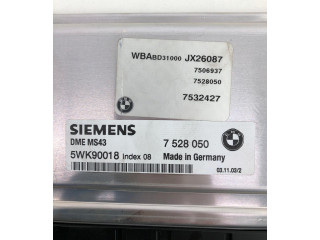 WBABD31000 JX26087
7506937
7528050
7532427
SIEMENS
DME MS43
7 528 050
5WK90018 Index 08
Made in Germany
03.11.03/2